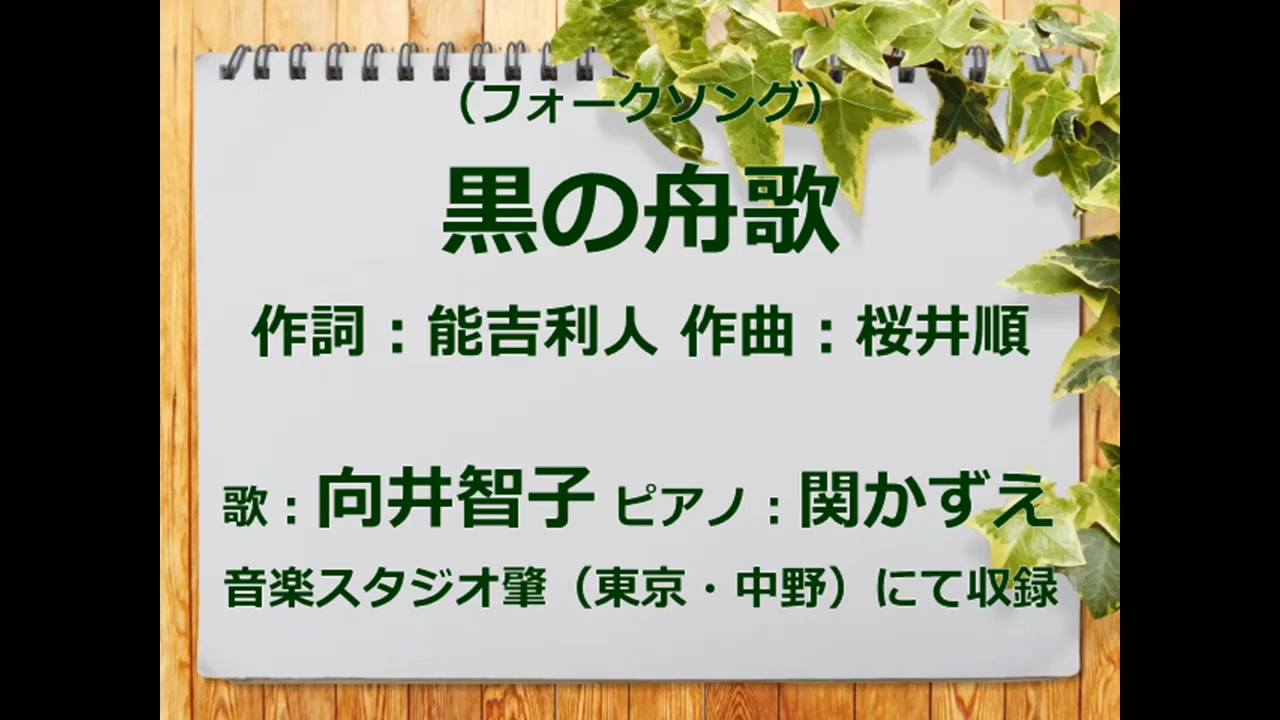 （フォークソング）
黒の舟歌
作詞：能吉利人 作曲：桜井順
歌：向井智子 ピアノ：関かずえ
音楽スタジオ肇（東京・中野）にて収録